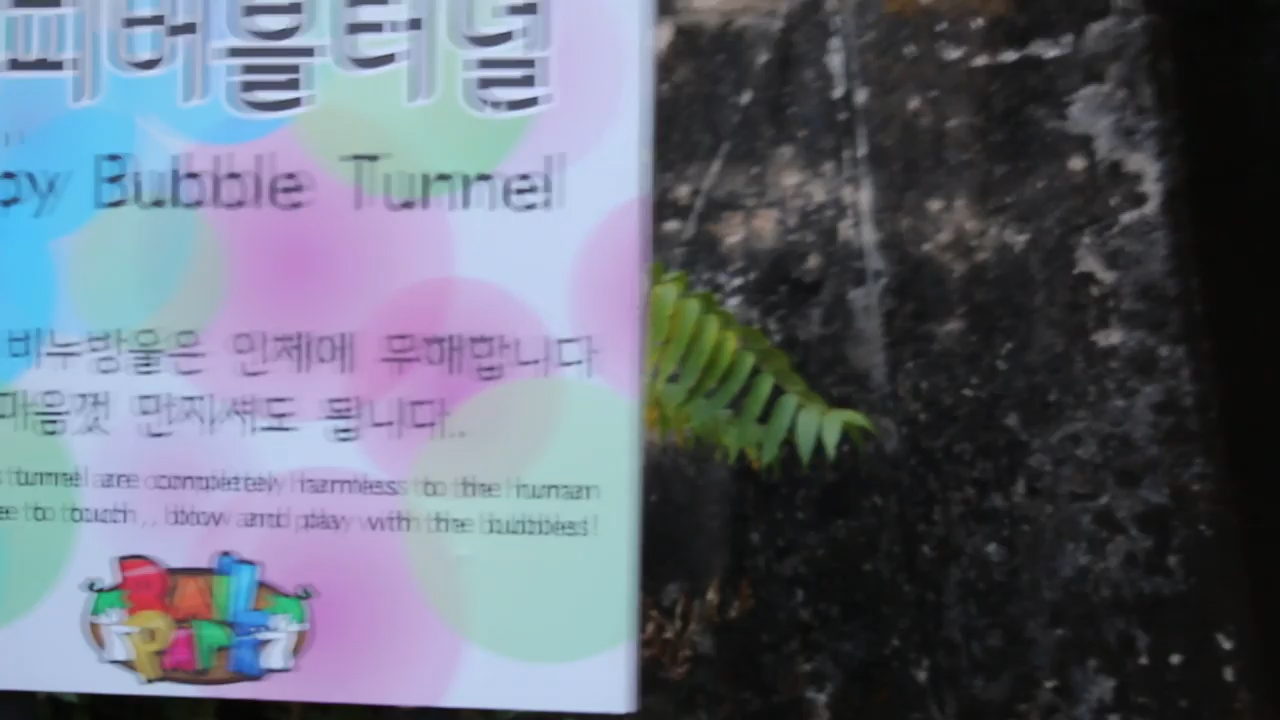 피버블터널
py Bubble Tunnel
비누방울은 인체에 무해합니다
마음껏 만지셔도 됩니다..
tunnel are completely harmless to the human
to touch, blow and play with the bubbles!